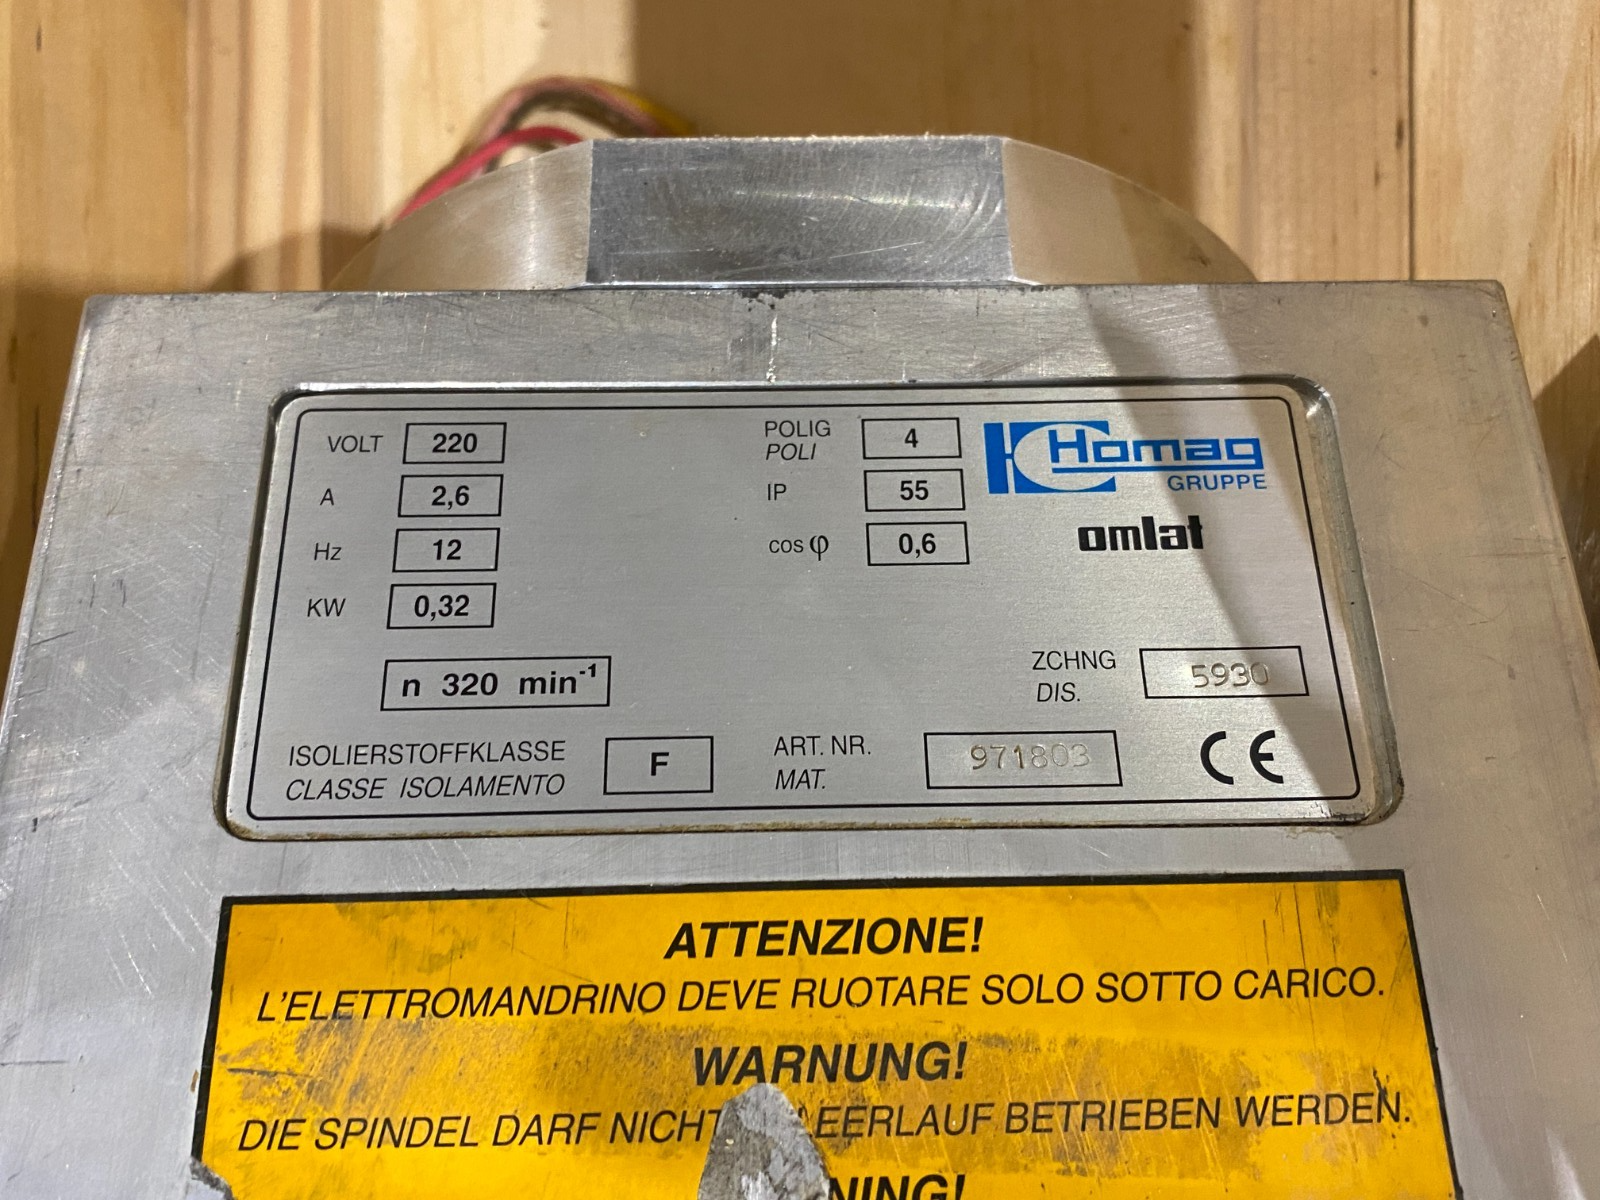 VOLT 220
A 2,6
Hz 12
KW 0,32
n 320 min-1
POLIG 4
POLI
IP 55
cos φ 0,6
Homag
GRUPPE
omlat
ZCHNG 5930
DIS.
ISOLIERSTOFFKLASSE F
CLASSE ISOLAMENTO
ART. NR. 971803
MAT.
CE
ATTENZIONE!
L'ELETTROMANDRINO DEVE RUOTARE SOLO SOTTO CARICO.
WARNUNG!
DIE SPINDEL DARF NICHT LEERLAUF BETRIEBEN WERDEN.
NING!